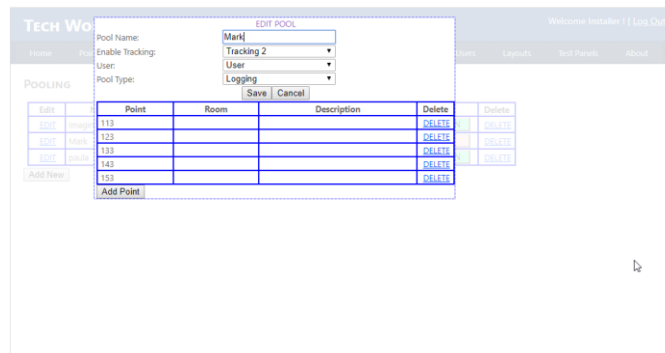 TECH WO
Welcome Installer ! [ Log Out
EDIT POOL
Pool Name: Mark
Enable Tracking: Tracking 2
User: User
Pool Type: Logging
Save Cancel
Home Users Layouts Test Panels About
POOLING
Edit Delete
Point Room Description Delete
113 DELETE
123 DELETE
133 DELETE
143 DELETE
153 DELETE
EDIT DELETE
EDIT Mark DELETE
EDIT paula DELETE
Add New
Add Point